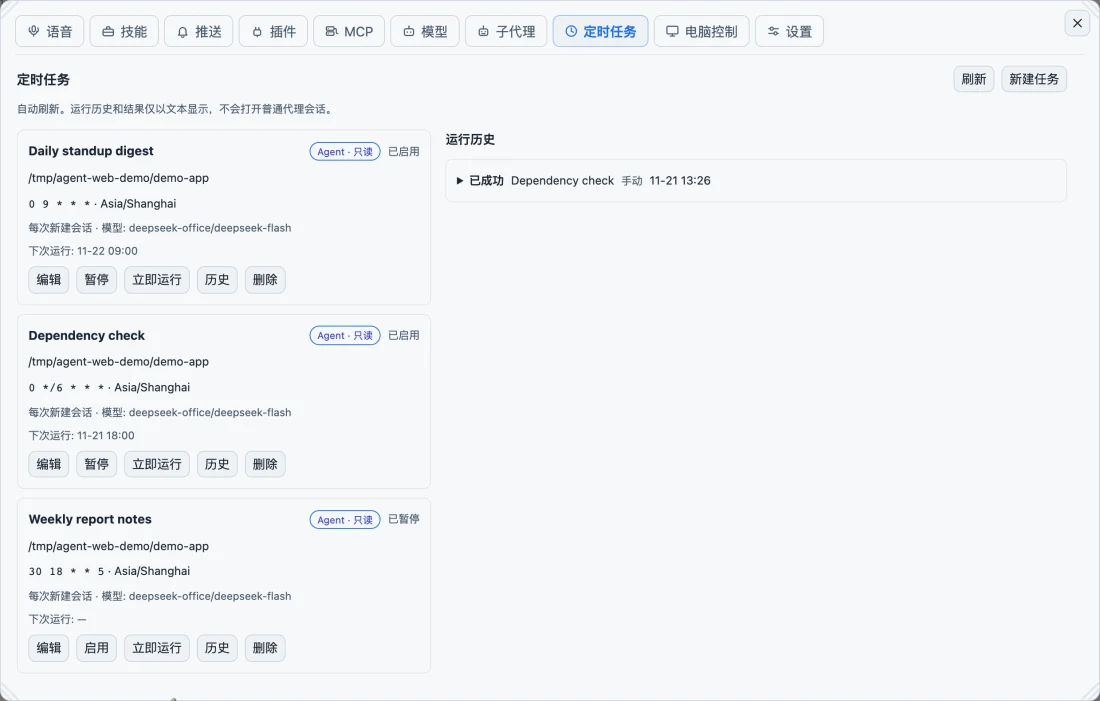 语音 技能 推送 插件 MCP 模型 子代理 定时任务 电脑控制 设置
定时任务 刷新 新建任务
自动刷新。运行历史和结果仅以文本显示，不会打开普通代理会话。
Daily standup digest Agent · 只读 已启用
/tmp/agent-web-demo/demo-app
0 9 * * * · Asia/Shanghai
每次新建会话 · 模型: deepseek-office/deepseek-flash
下次运行: 11-22 09:00
编辑 暂停 立即运行 历史 删除
Dependency check Agent · 只读 已启用
/tmp/agent-web-demo/demo-app
0 */6 * * * · Asia/Shanghai
每次新建会话 · 模型: deepseek-office/deepseek-flash
下次运行: 11-21 18:00
编辑 暂停 立即运行 历史 删除
Weekly report notes Agent · 只读 已暂停
/tmp/agent-web-demo/demo-app
30 18 * * 5 · Asia/Shanghai
每次新建会话 · 模型: deepseek-office/deepseek-flash
下次运行: —
编辑 启用 立即运行 历史 删除
运行历史
已成功 Dependency check 手动 11-21 13:26